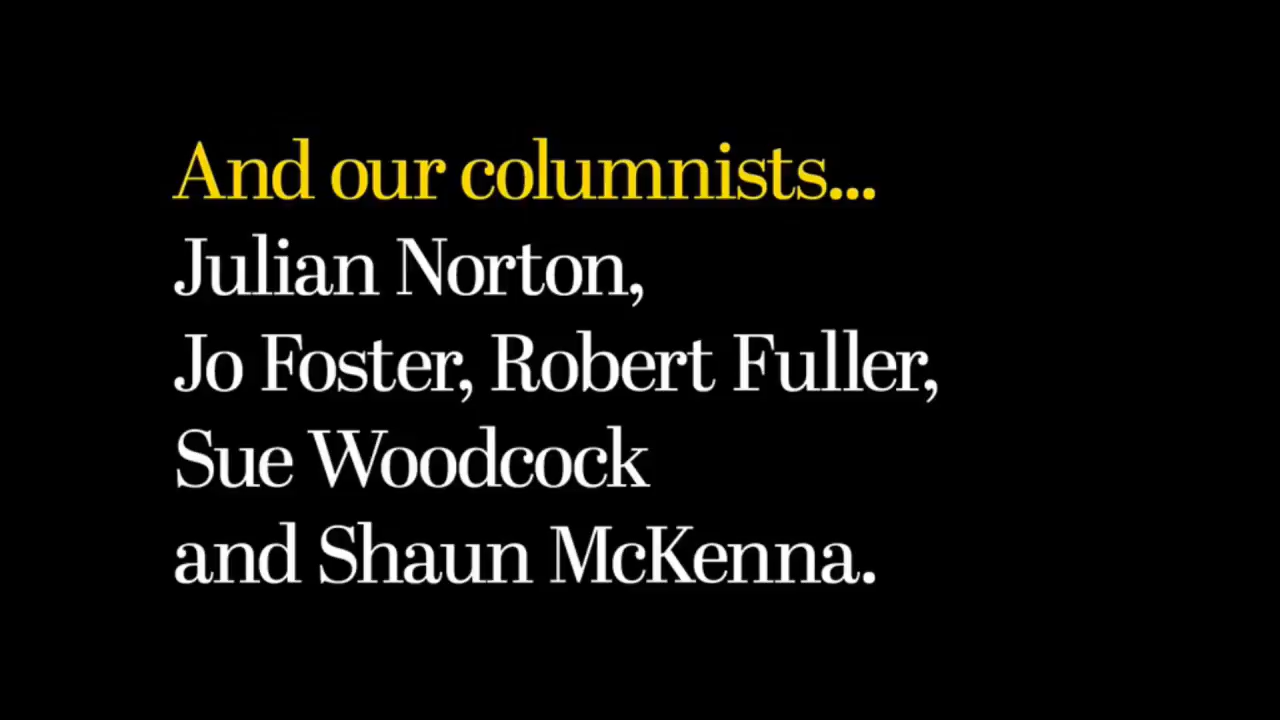 And our columnists...
Julian Norton,
Jo Foster, Robert Fuller,
Sue Woodcock
and Shaun McKenna.